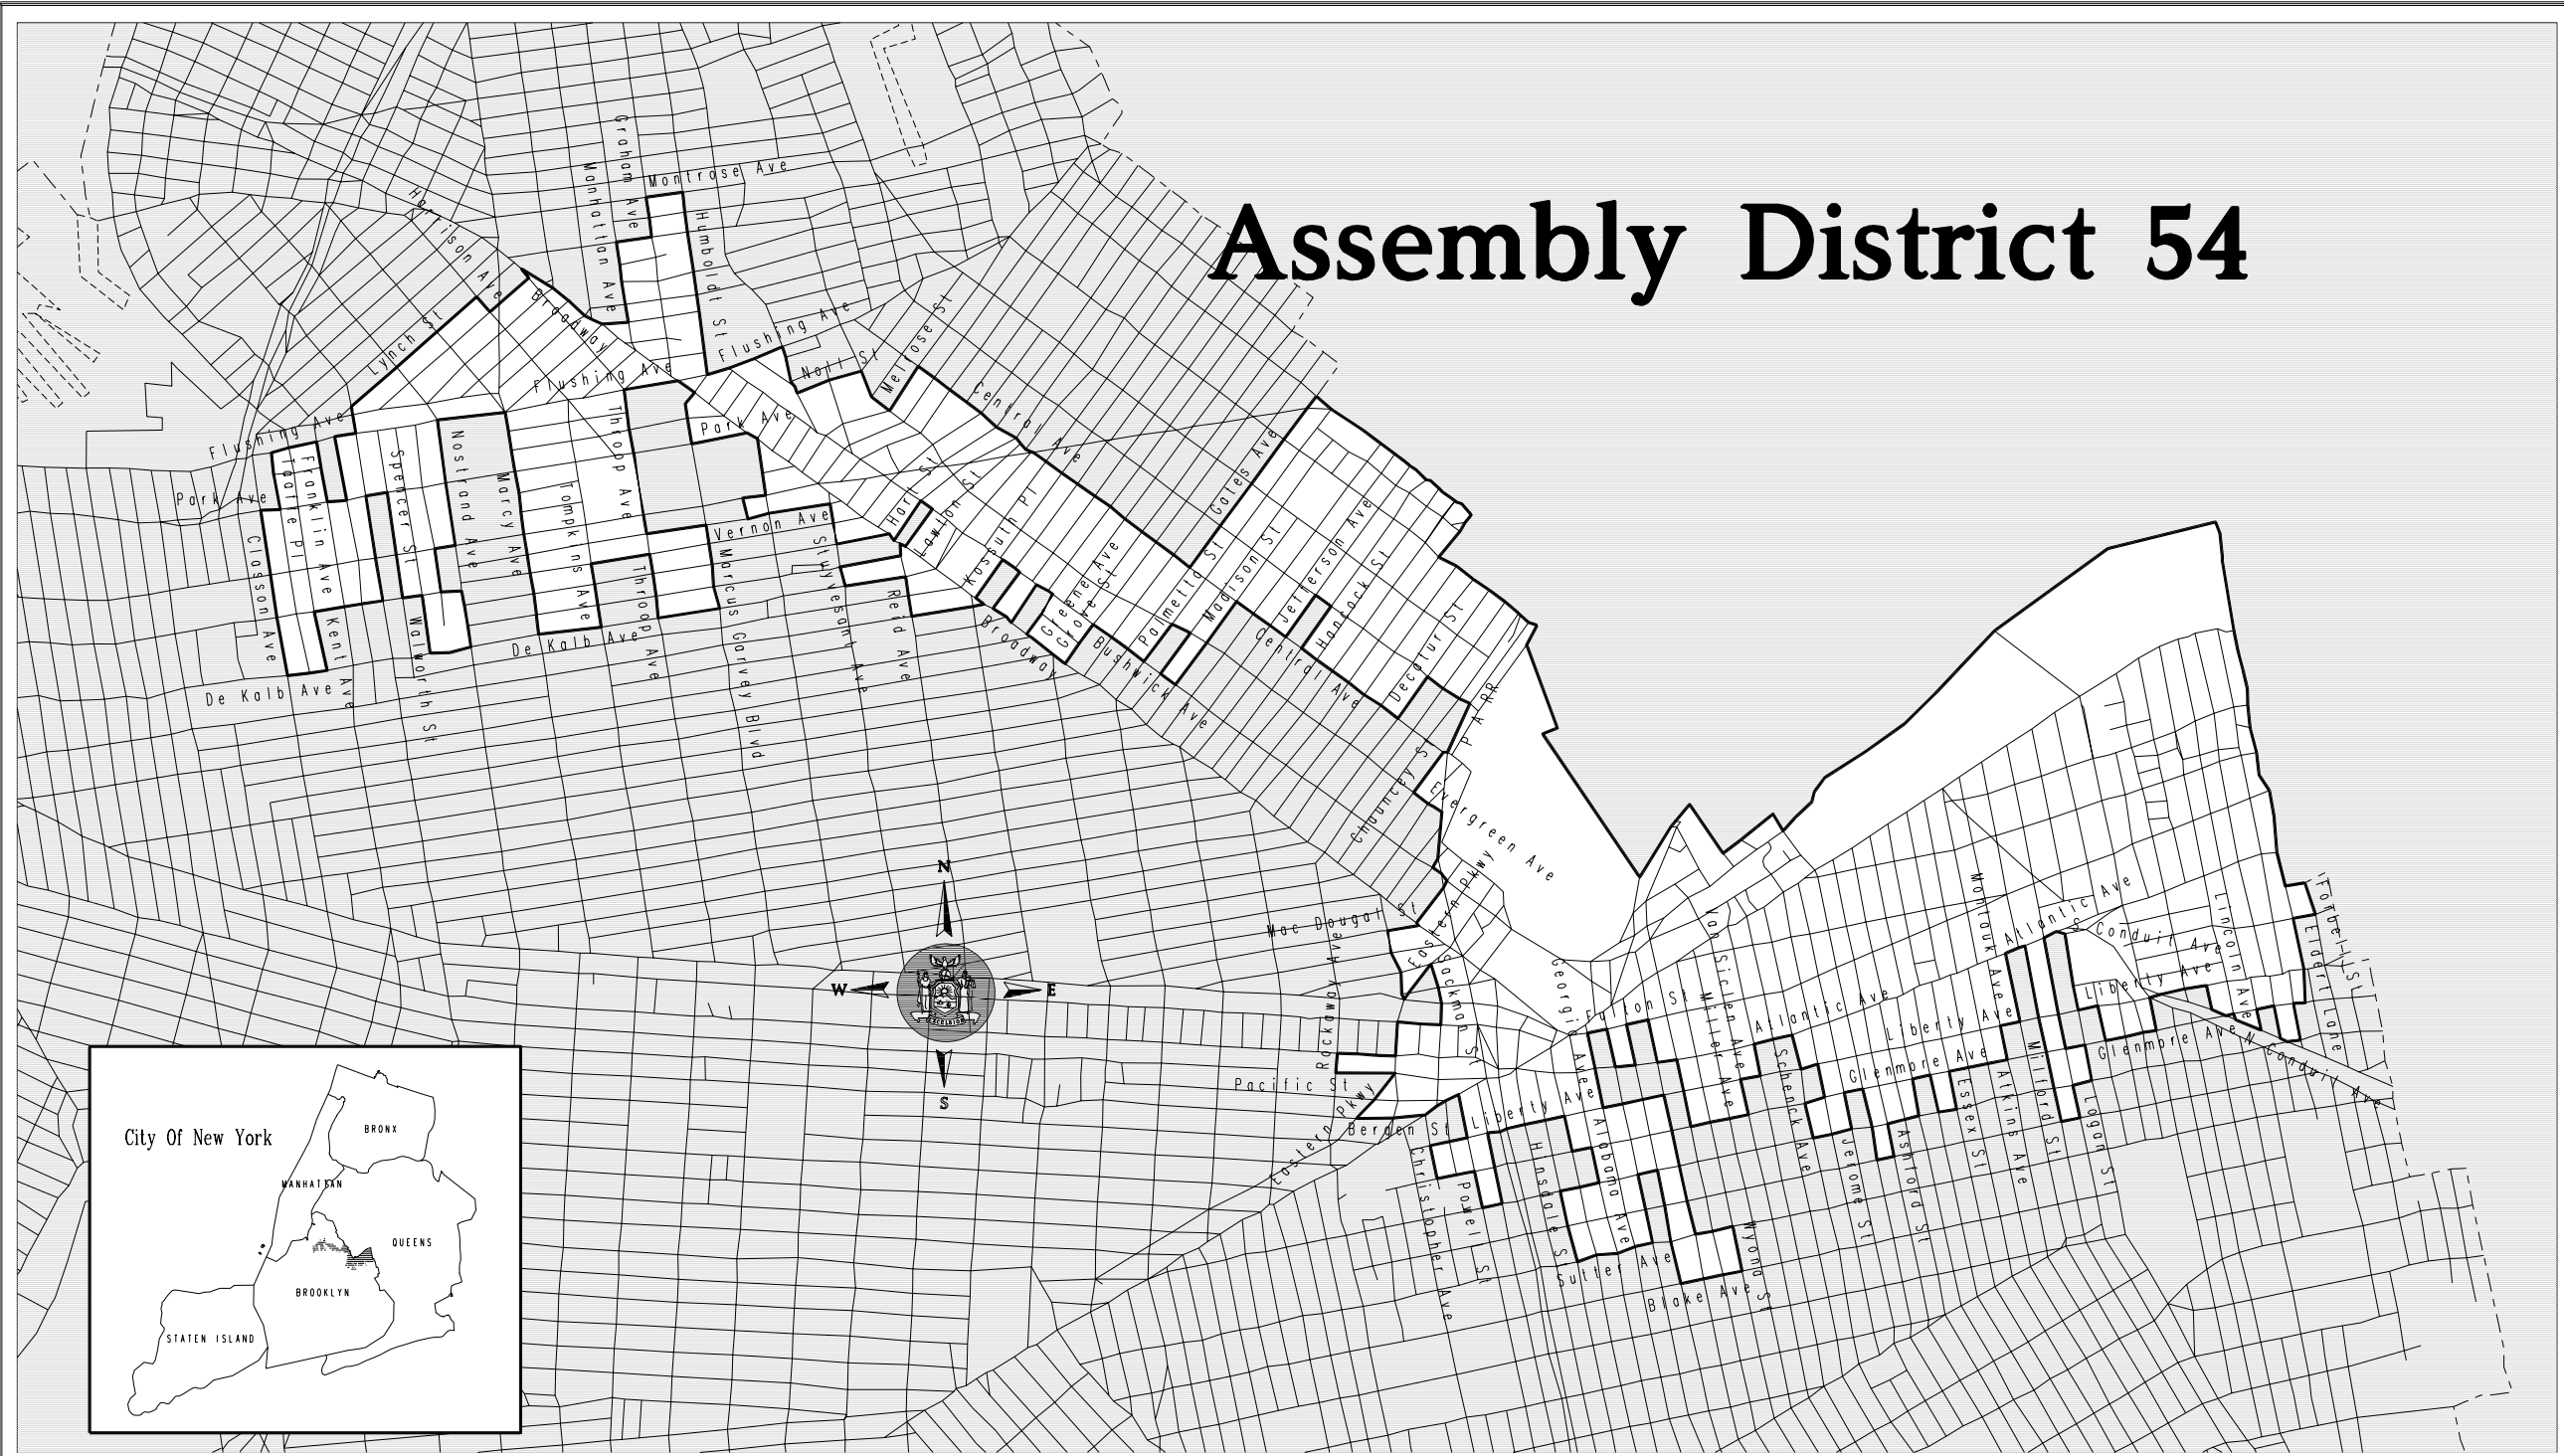 Assembly District 54
Graham Ave
Manhattan Ave
Montrose Ave
Humboldt St
Harrison Ave
Broadway
Lynch St
Flushing Ave
Flushing Ave
Flushing Ave
Noll St
Melrose St
Central Ave
Park Ave
Park Ave
Taaffe Pl
Franklin Ave
Classon Ave
Kent Ave
Spencer St
Walworth St
Nostrand Ave
Marcy Ave
Tompkins Ave
Throop Ave
Throop Ave
Vernon Ave
Marcus Garvey Blvd
Stuyvesant Ave
Reid Ave
De Kalb Ave
De Kalb Ave
Hart St
Lawton St
Kossuth Pl
Broadway
Greene Ave
Grove St
Bushwick Ave
Palmetto St
Gates Ave
Madison St
Jefferson Ave
Hancock St
Central Ave
Decatur St
P A RR
Chauncey St
Evergreen Ave
Mac Dougal St
Eastern Pkwy
Rockaway Ave
Sackman St
Pacific St
Eastern Pkwy
Bergen St
Liberty Ave
Christopher Ave
Powel St
Hinsdale St
Georgia Ave
Alabama Ave
Sutter Ave
Blake Ave
Wyona St
Fulton St
Miller Ave
Van Siclen Ave
Atlantic Ave
Schenck Ave
Jerome St
Ashford St
Glenmore Ave
Liberty Ave
Essex St
Atkins Ave
Montauk Ave
Milford St
Logan St
Atlantic Ave
S Conduit Ave
Liberty Ave
Lincoln Ave
Glenmore Ave
N Conduit Ave
Forbell St
Eldert Lane
N
W
E
S
EXCELSIOR
City Of New York
BRONX
MANHATTAN
QUEENS
BROOKLYN
STATEN ISLAND